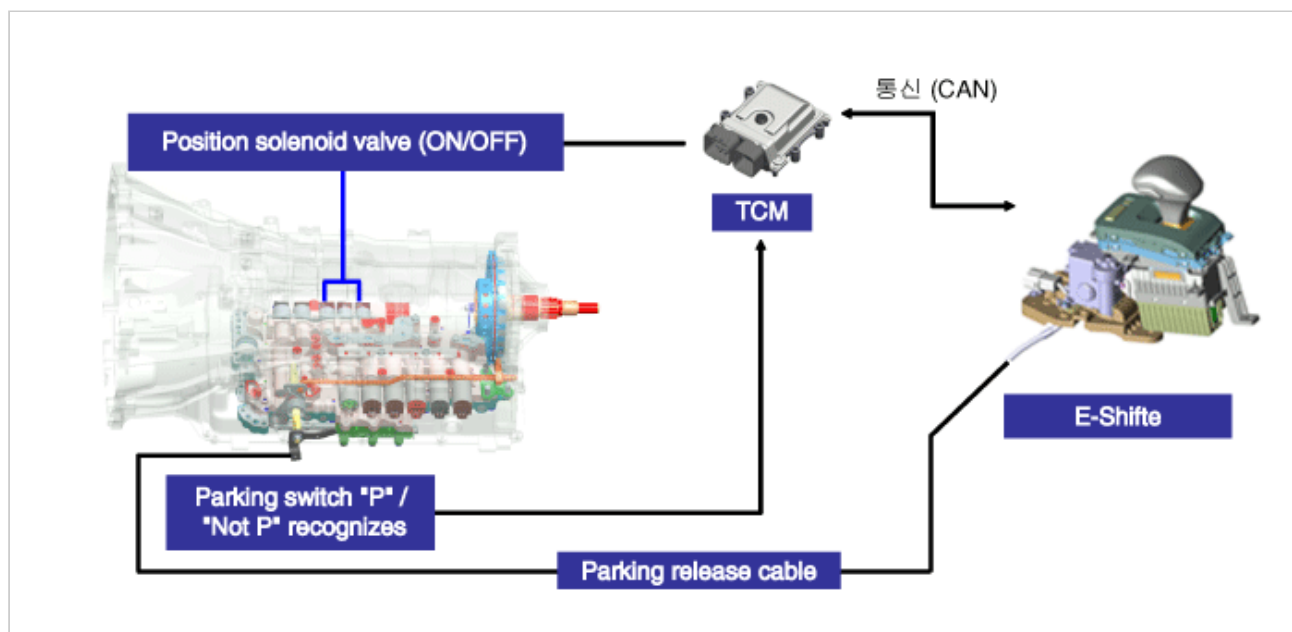 통신 (CAN)
Position solenoid valve (ON/OFF)
TCM
E-Shifte
Parking switch "P" /
"Not P" recognizes
Parking release cable